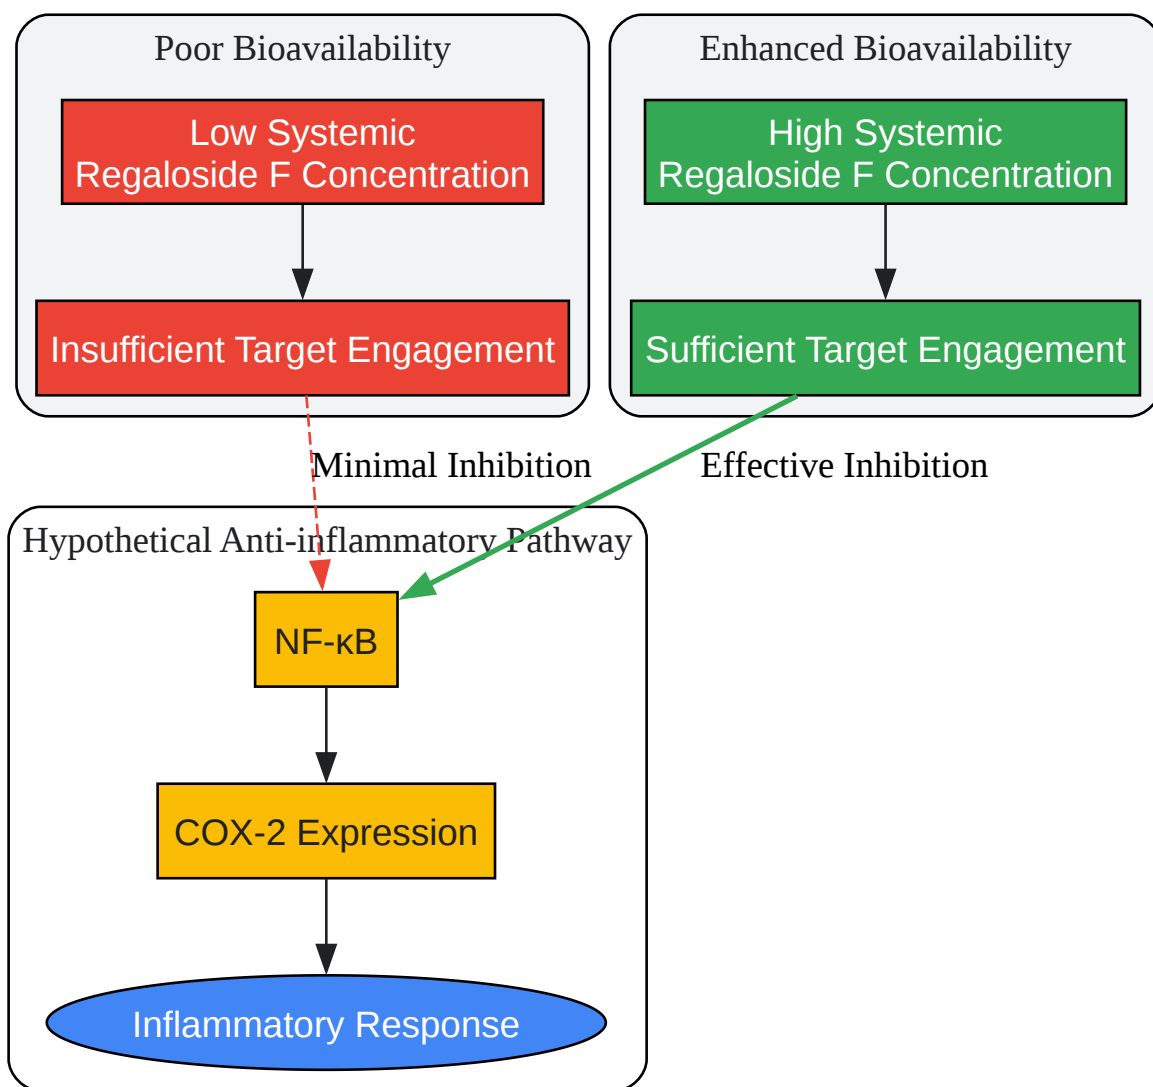 Poor Bioavailability
Low Systemic
Regaloside F Concentration
Insufficient Target Engagement
Enhanced Bioavailability
High Systemic
Regaloside F Concentration
Sufficient Target Engagement
Minimal Inhibition
Effective Inhibition
Hypothetical Anti-inflammatory Pathway
NF-κB
COX-2 Expression
Inflammatory Response